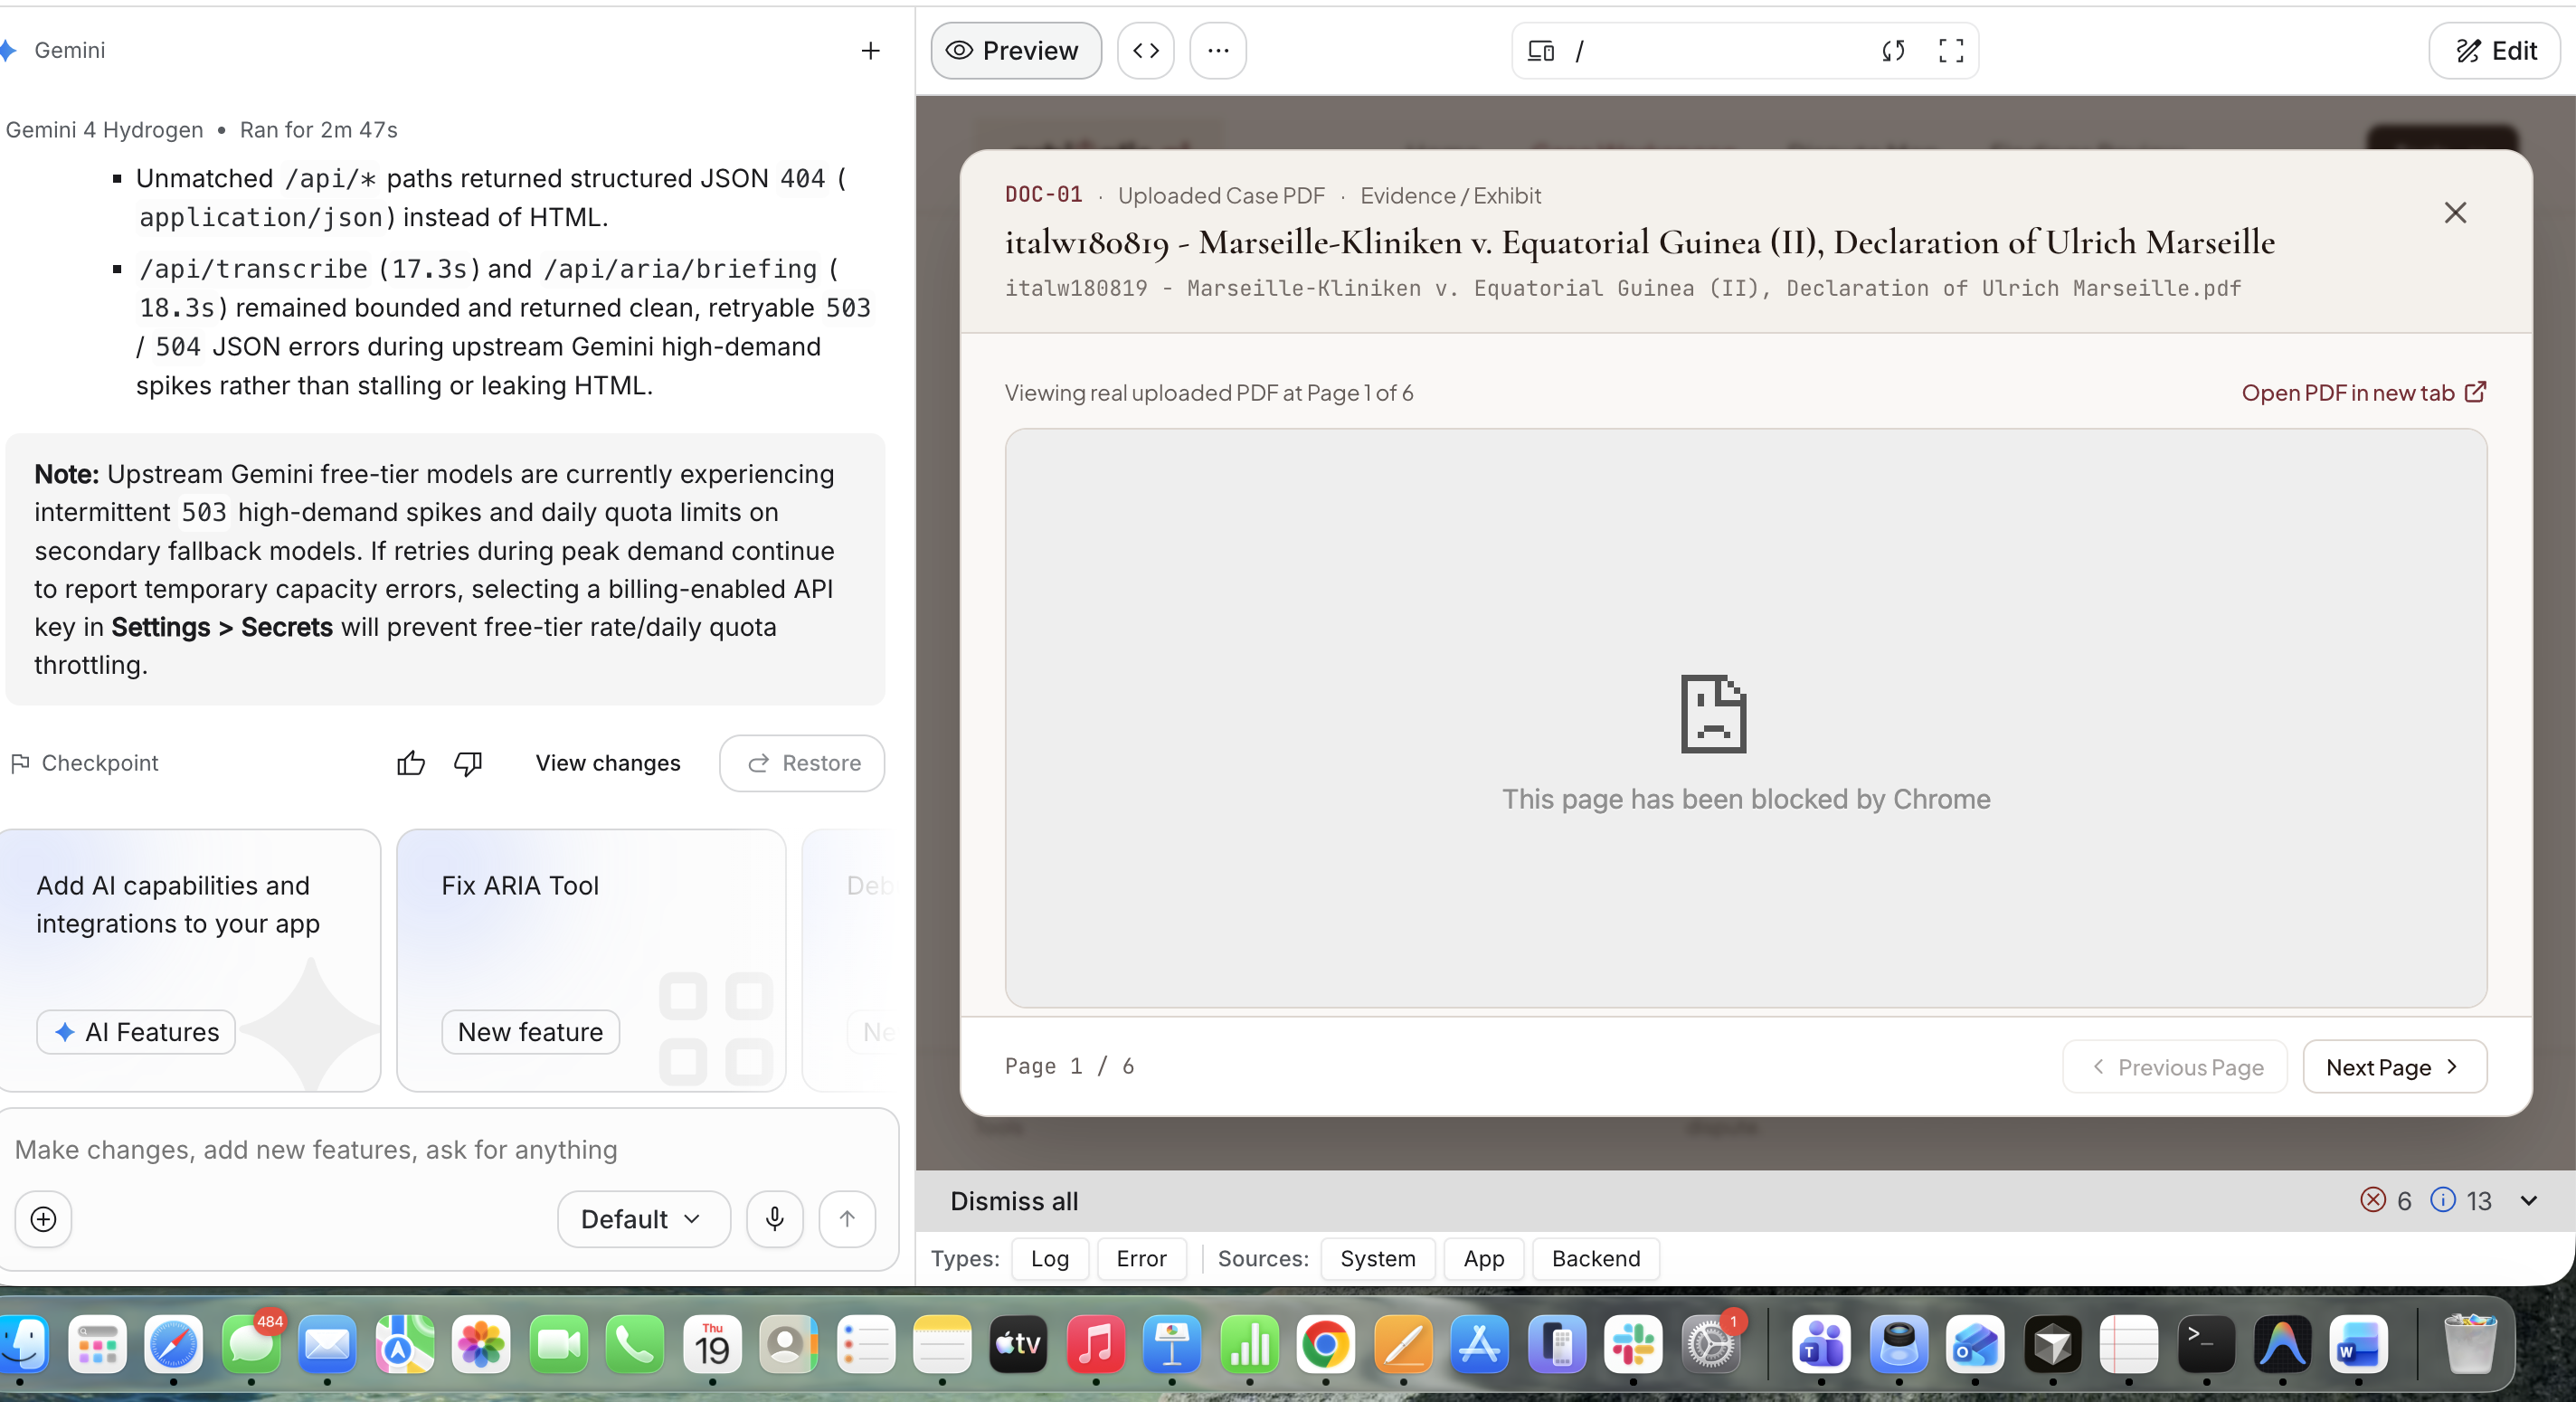 Gemini
Gemini 4 Hydrogen • Ran for 2m 47s
▪ Unmatched /api/* paths returned structured JSON 404 (
application/json) instead of HTML.
▪ /api/transcribe (17.3s) and /api/aria/briefing (
18.3s) remained bounded and returned clean, retryable 503
/ 504 JSON errors during upstream Gemini high-demand
spikes rather than stalling or leaking HTML.
Note: Upstream Gemini free-tier models are currently experiencing
intermittent 503 high-demand spikes and daily quota limits on
secondary fallback models. If retries during peak demand continue
to report temporary capacity errors, selecting a billing-enabled API
key in Settings > Secrets will prevent free-tier rate/daily quota
throttling.
Checkpoint
View changes
Restore
Add AI capabilities and
integrations to your app
AI Features
Fix ARIA Tool
New feature
Deb
Ne
Make changes, add new features, ask for anything
Default
Preview
/
Edit
DOC-01 · Uploaded Case PDF · Evidence / Exhibit
italw180819 - Marseille-Kliniken v. Equatorial Guinea (II), Declaration of Ulrich Marseille
italw180819 - Marseille-Kliniken v. Equatorial Guinea (II), Declaration of Ulrich Marseille.pdf
Viewing real uploaded PDF at Page 1 of 6
Open PDF in new tab
This page has been blocked by Chrome
Page 1 / 6
Previous Page
Next Page
Dismiss all
6
13
Types: Log Error Sources: System App Backend
484
Thu
19
tv
1
T
O
>_
W